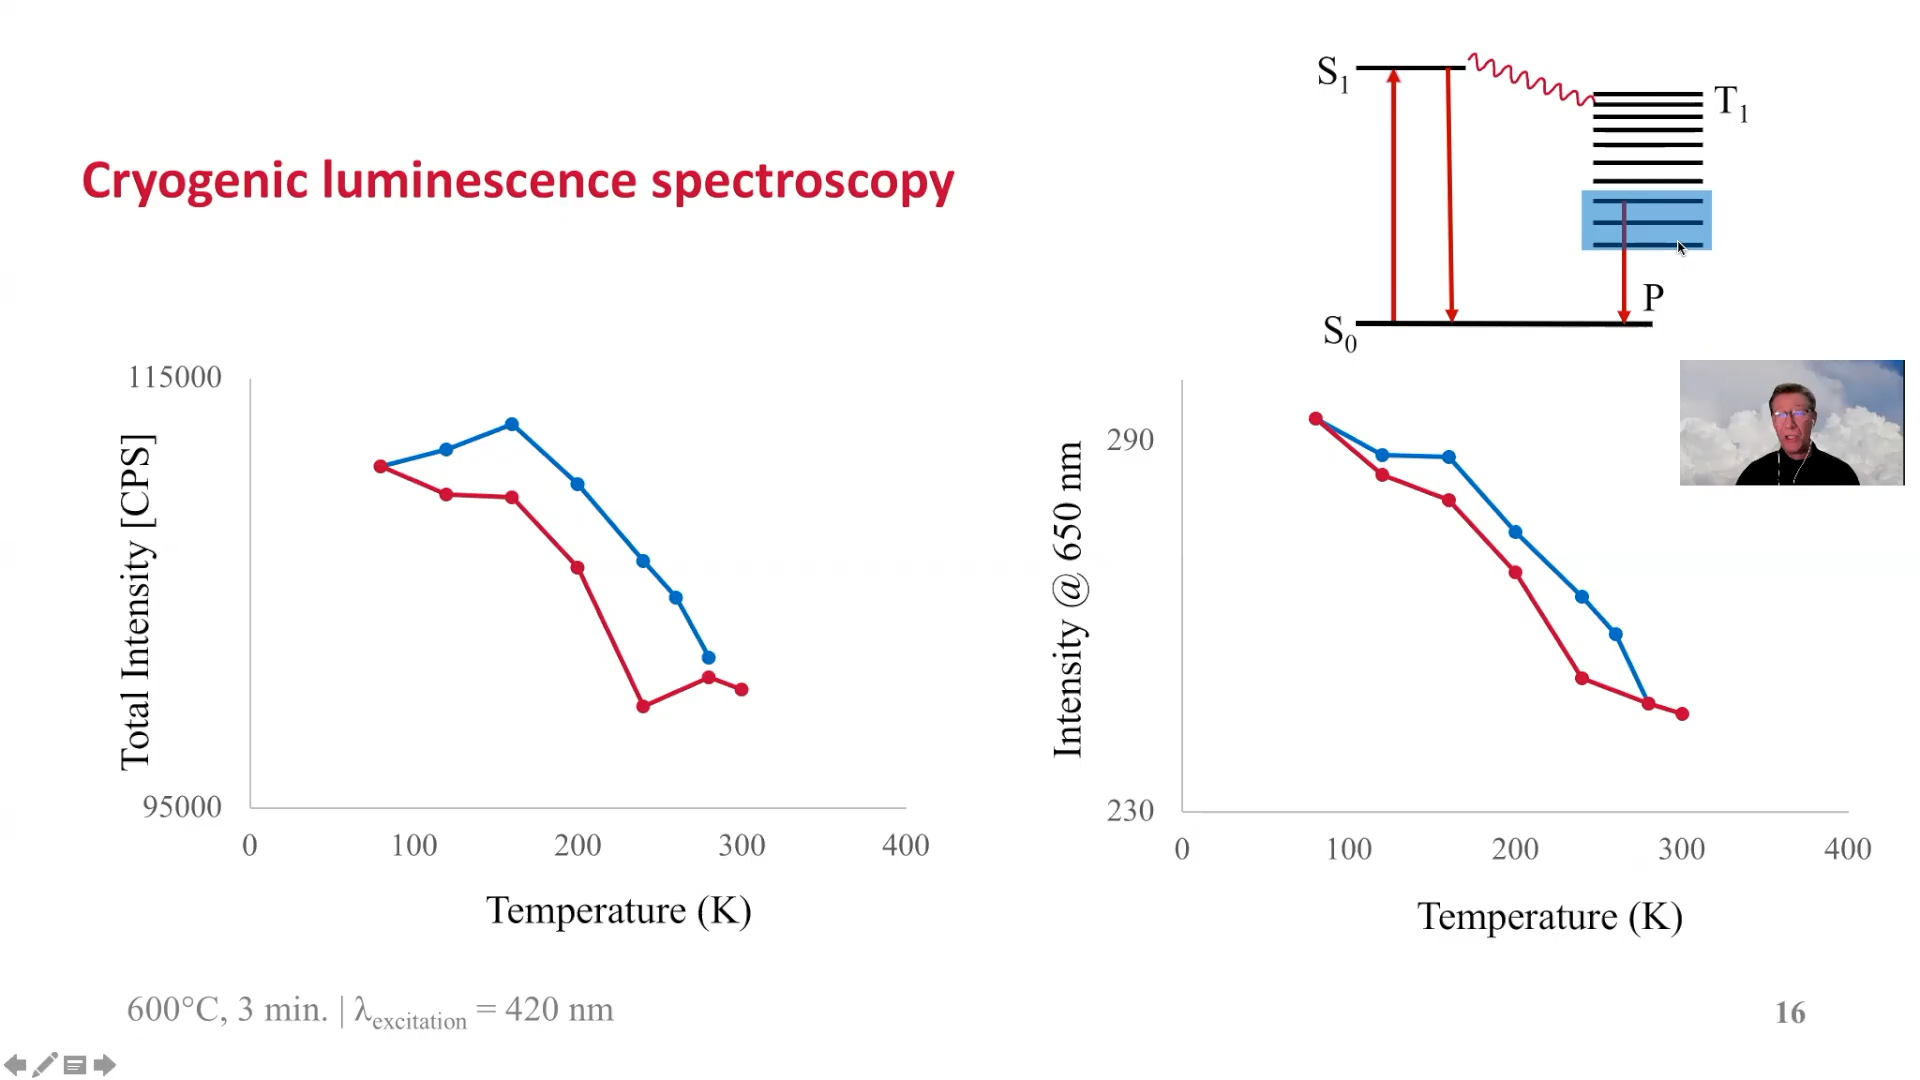 Cryogenic luminescence spectroscopy
S1
T1
P
S0
115000
Total Intensity [CPS]
95000
0 100 200 300 400
Temperature (K)
290
Intensity @ 650 nm
230
0 100 200 300 400
Temperature (K)
600°C, 3 min. | λexcitation = 420 nm
16